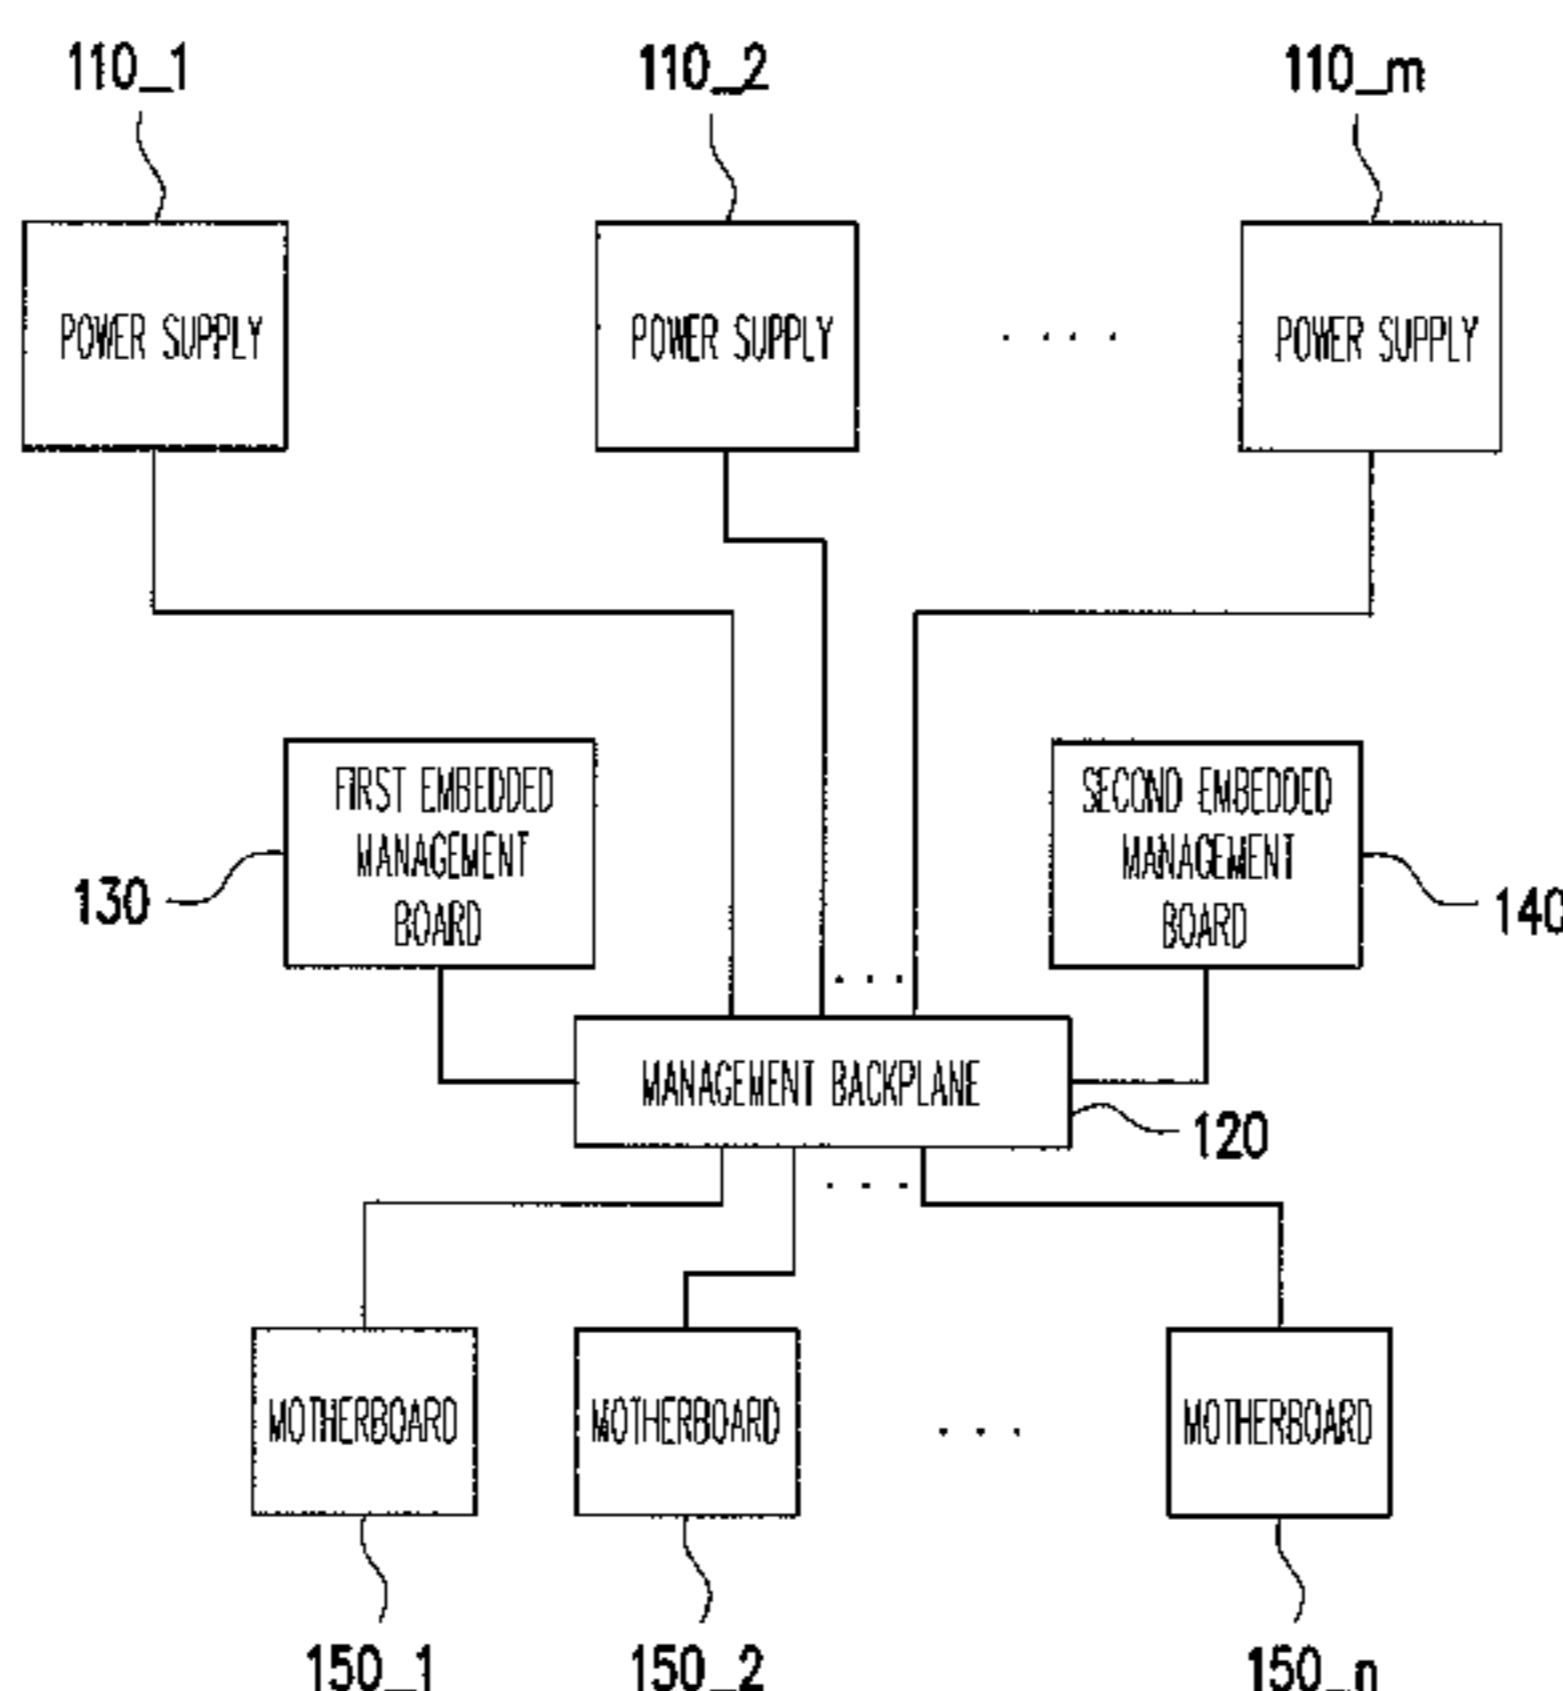 110_1
110_2
110_m
POWER SUPPLY
POWER SUPPLY
. . . .
POWER SUPPLY
FIRST EMBEDDED
MANAGEMENT
BOARD
SECOND EMBEDDED
MANAGEMENT
BOARD
130
140
. . .
MANAGEMENT BACKPLANE
120
. . .
MOTHERBOARD
MOTHERBOARD
. . .
MOTHERBOARD
150_1
150_2
150_n